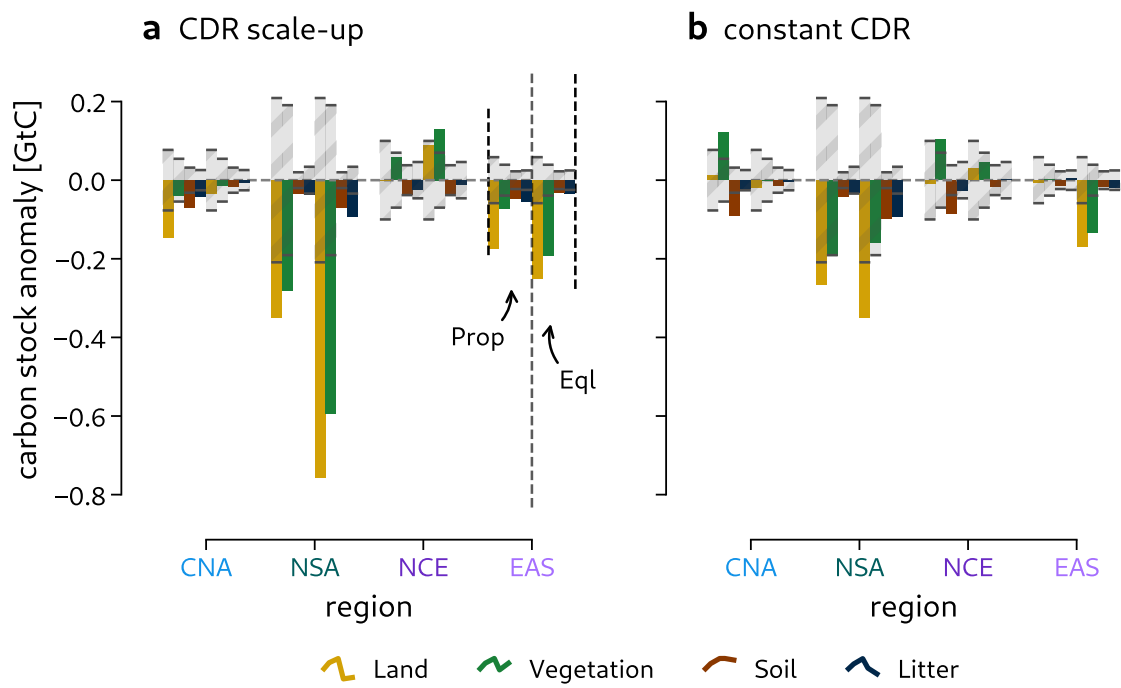 a CDR scale-up
b constant CDR
carbon stock anomaly [GtC]
0.2
0.0
−0.2
−0.4
−0.6
−0.8
Prop
Eql
CNA NSA NCE EAS
region
CNA NSA NCE EAS
region
Land Vegetation Soil Litter